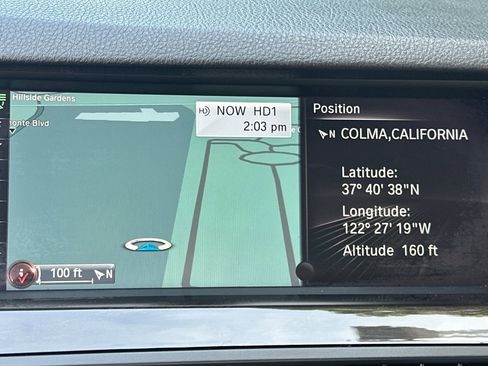 Hillside Gardens
monte Blvd
NOW HD1
2:03 pm
100 ft
N
Position
N COLMA,CALIFORNIA
Latitude:
37° 40' 38"N
Longitude:
122° 27' 19"W
Altitude 160 ft